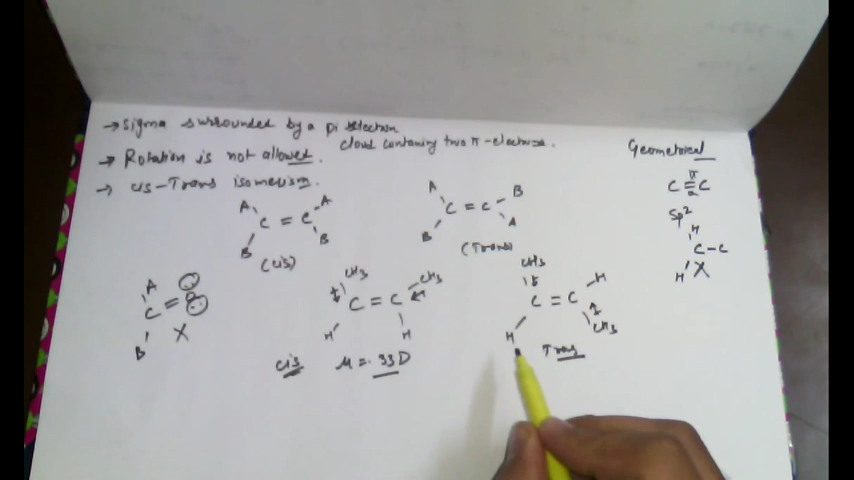 → Sigma surrounded by a pi electron
cloud containing two π-electrons.
→ Rotation is not allowed.
→ cis-Trans isomerism.
Geometrical
C = C
π
σ
sp²
H
C - C
H
X
A
A
C = C
B
B
(cis)
A
B
C = C
B
A
(Trans)
A
C =
B
X
CH₃
CH₃
C = C
H
H
cis
μ = .33D
CH₃
H
C = C
H
CH₃
Trans